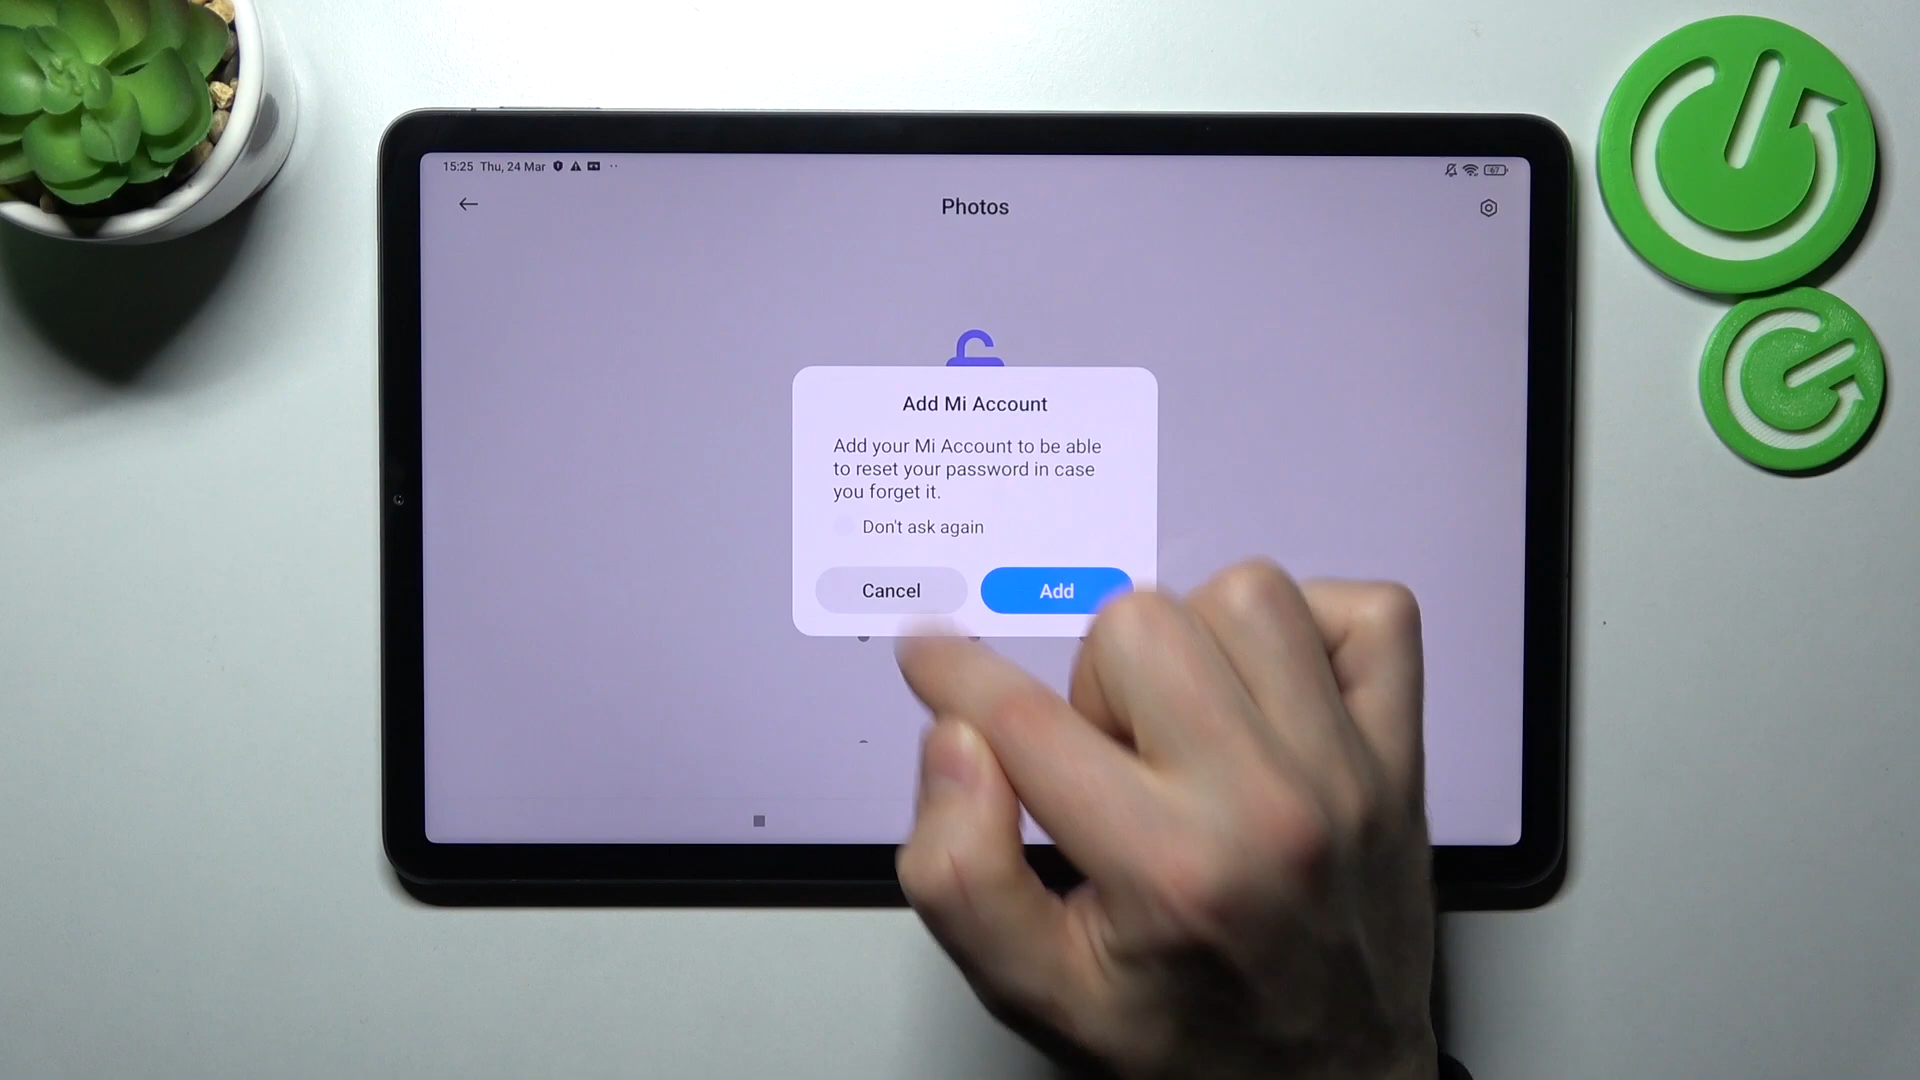 15:25 Thu, 24 Mar
67
Photos
Add Mi Account
Add your Mi Account to be able
to reset your password in case
you forget it.
Don't ask again
Cancel
Add